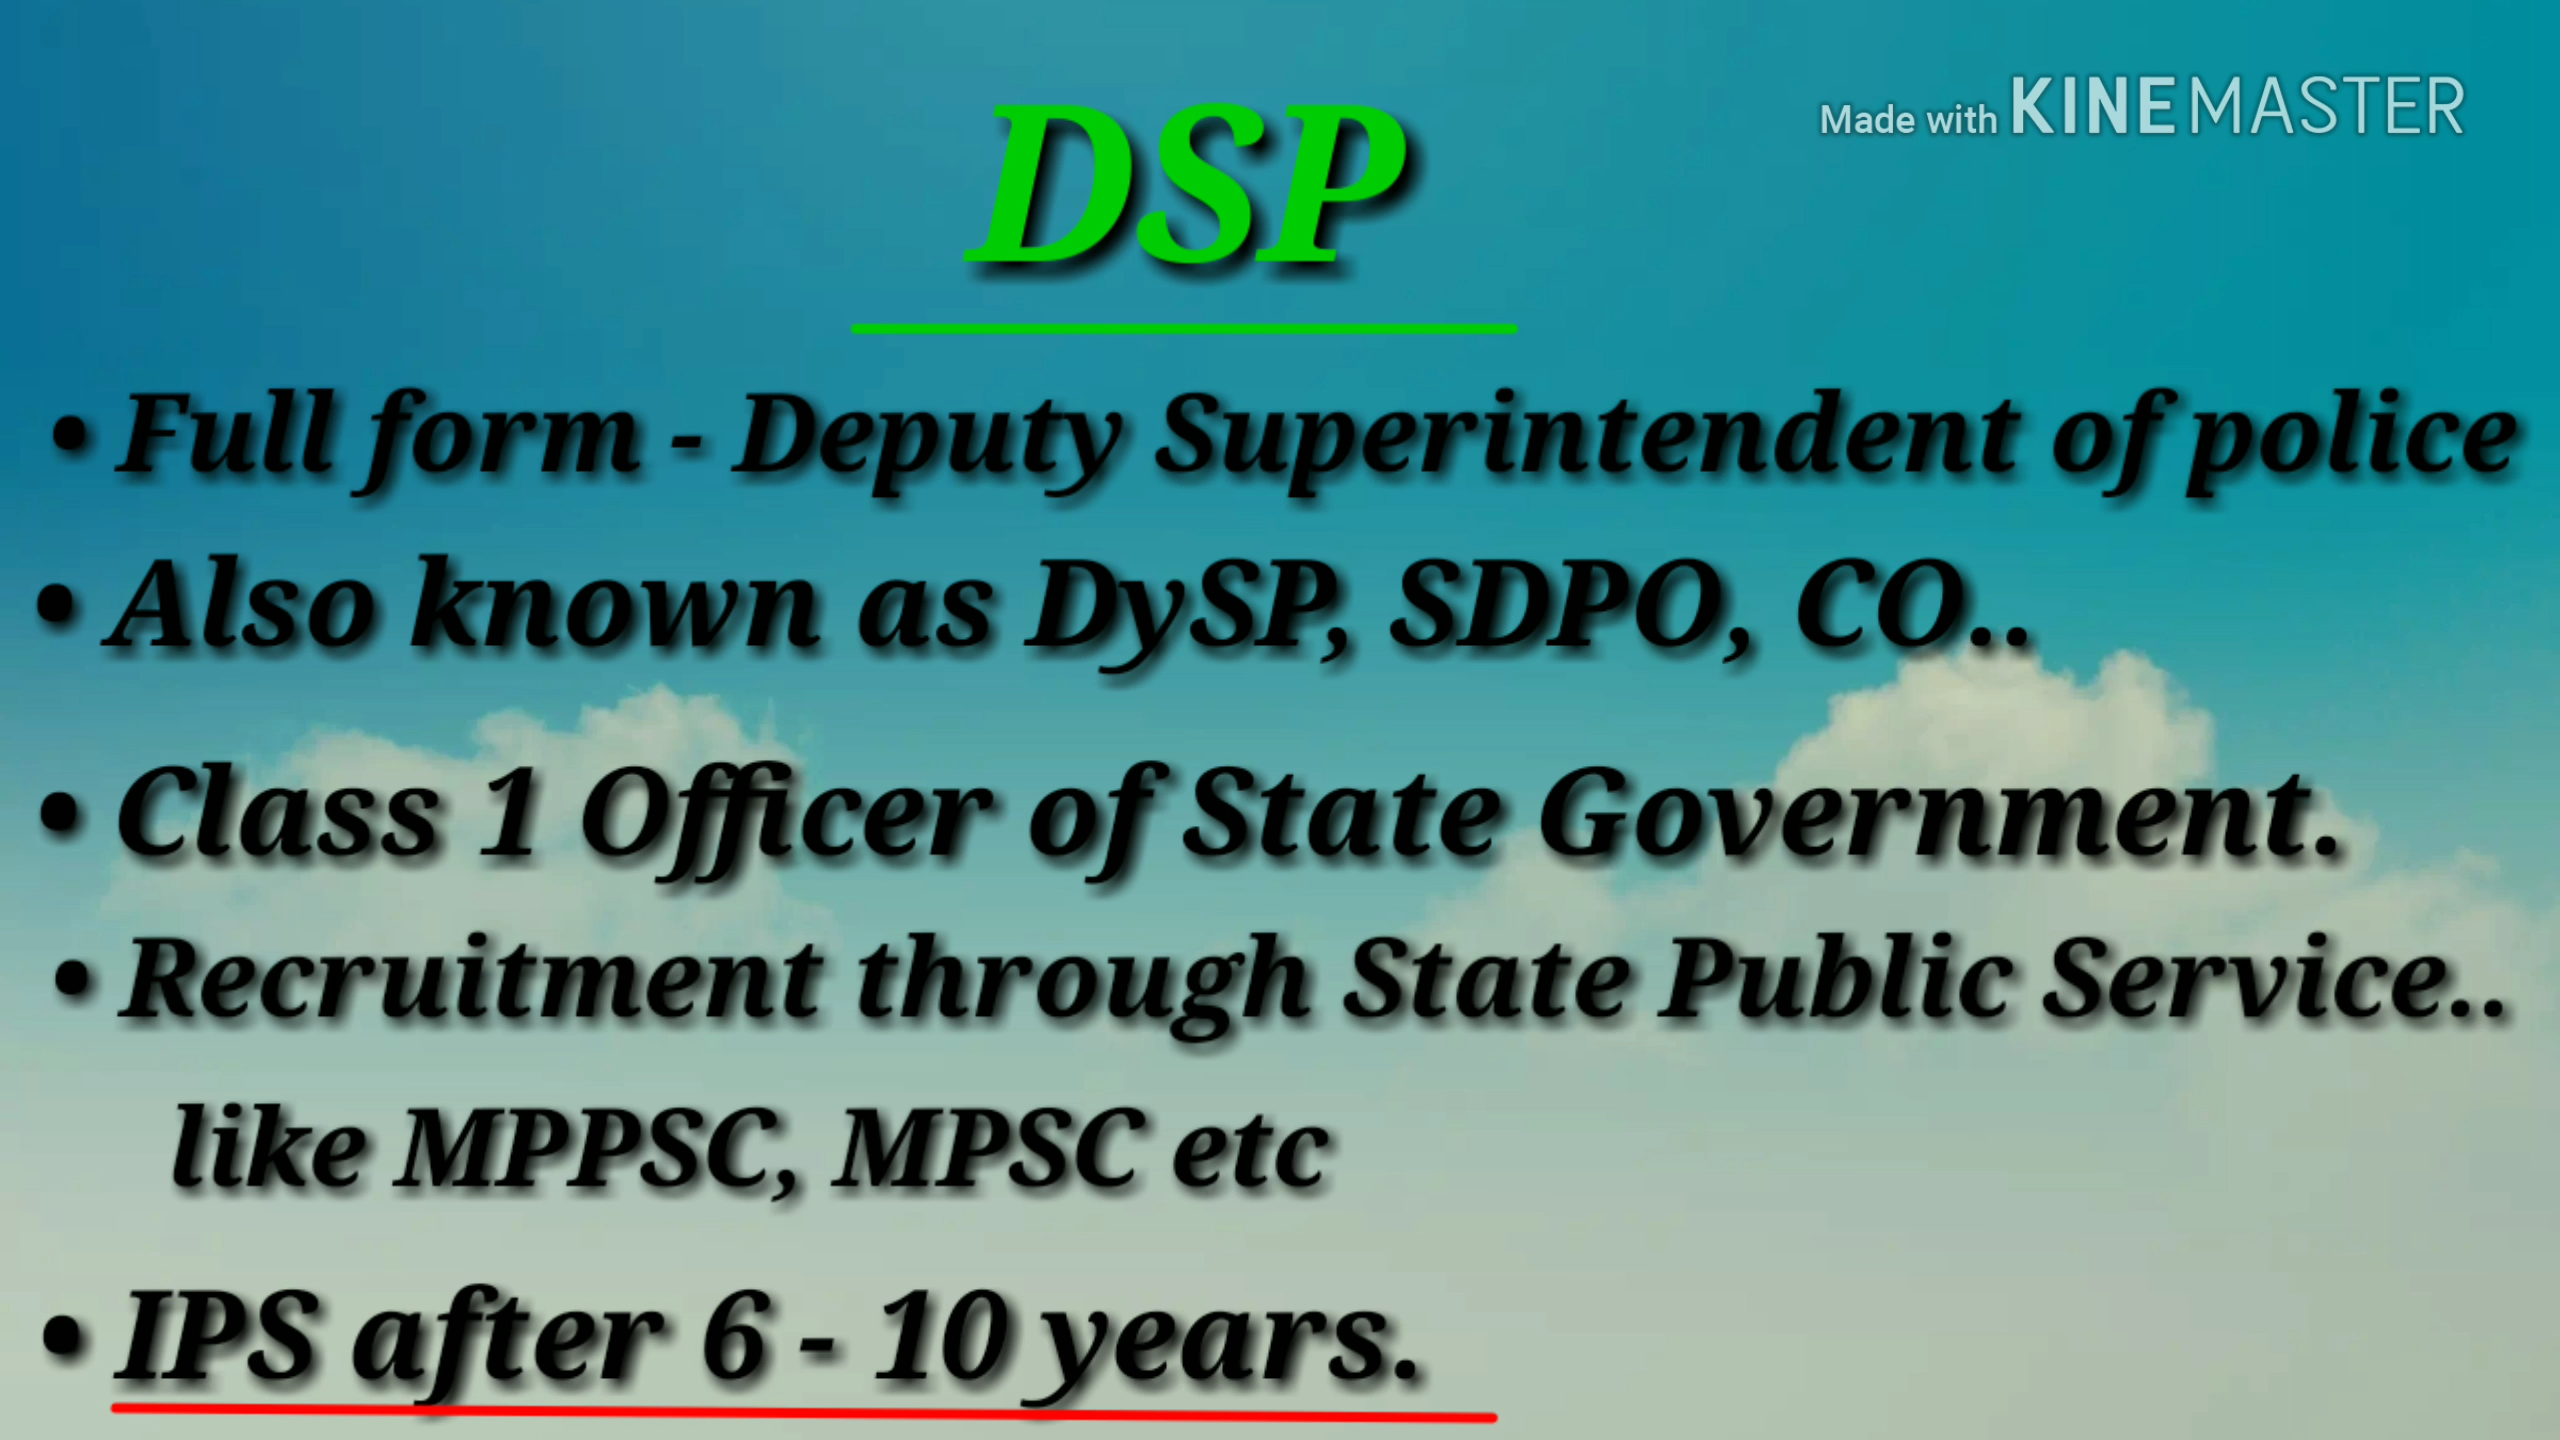 Made with KINEMASTER
DSP
• Full form - Deputy Superintendent of police
• Also known as DySP, SDPO, CO..
• Class 1 Officer of State Government.
• Recruitment through State Public Service..
like MPPSC, MPSC etc
• IPS after 6 - 10 years.